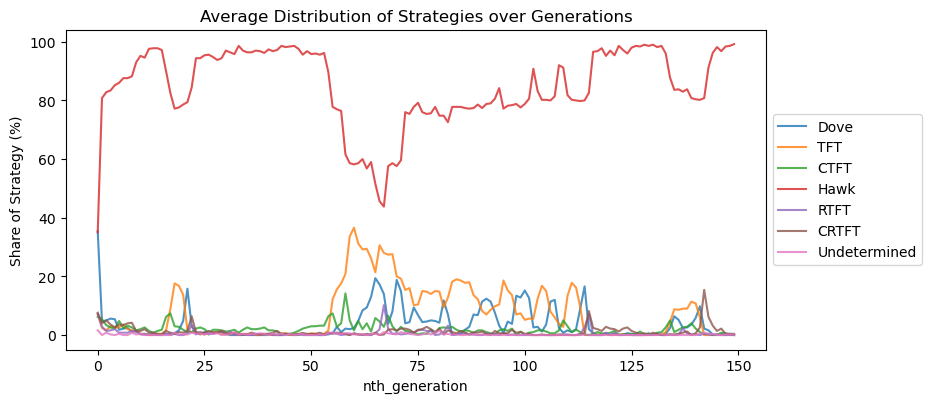 Average Distribution of Strategies over Generations
Share of Strategy (%)
100
80
60
40
20
0
0 25 50 75 100 125 150
nth_generation
Dove
TFT
CTFT
Hawk
RTFT
CRTFT
Undetermined